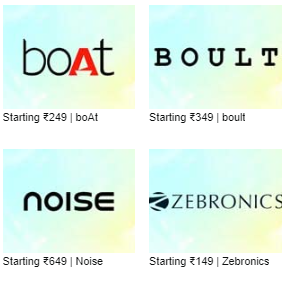 boAt
BOULT
Starting ₹249 | boAt
Starting ₹349 | boult
noise
ZEBRONICS
Starting ₹649 | Noise
Starting ₹149 | Zebronics